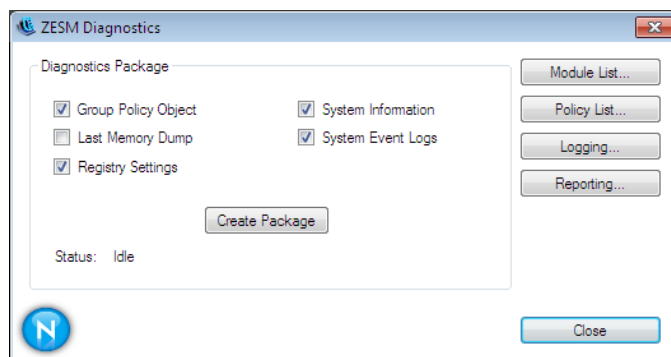 ZESM Diagnostics
Diagnostics Package
Group Policy Object
System Information
Last Memory Dump
System Event Logs
Registry Settings
Create Package
Status: Idle
Module List...
Policy List...
Logging...
Reporting...
N
Close